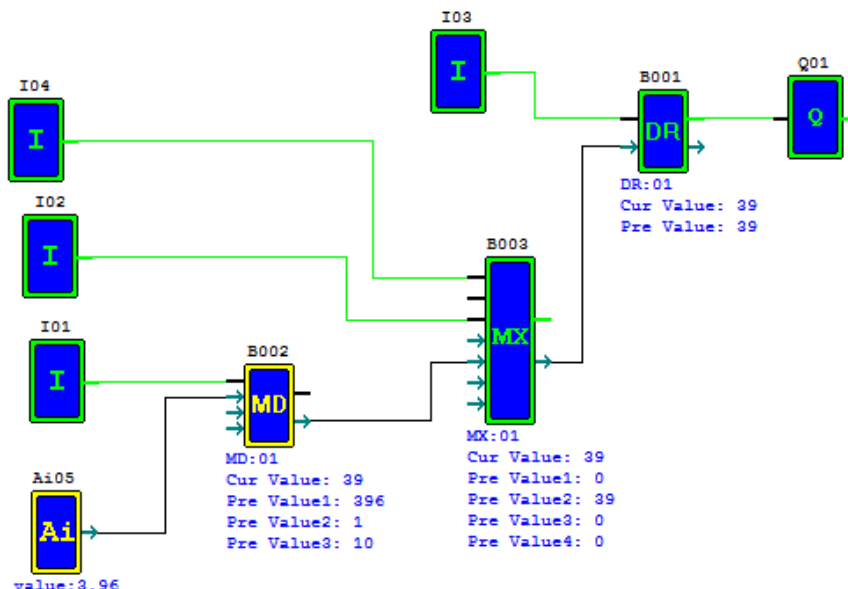 I03
I
I04
I
B001
DR
DR:01
Cur Value: 39
Pre Value: 39
Q01
Q
I02
I
B003
MX
MX:01
Cur Value: 39
Pre Value1: 0
Pre Value2: 39
Pre Value3: 0
Pre Value4: 0
I01
I
B002
MD
MD:01
Cur Value: 39
Pre Value1: 396
Pre Value2: 1
Pre Value3: 10
Ai05
Ai
value:3.96